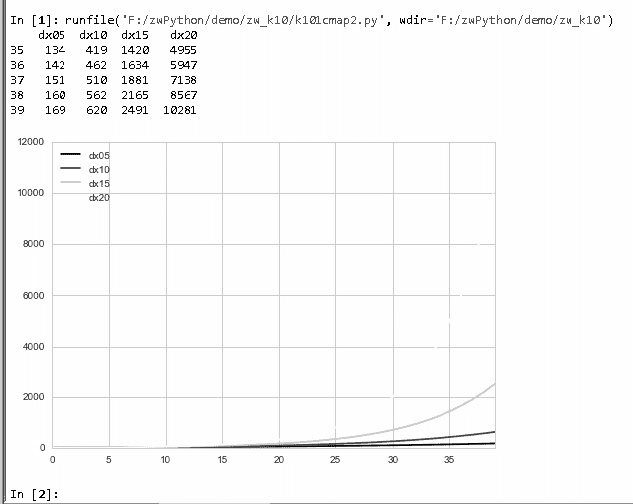 In [1]: runfile('F:/zwPython/demo/zw_k10/k101cmap2.py', wdir='F:/zwPython/demo/zw_k10')
dx05 dx10 dx15 dx20
35 134 419 1420 4955
36 142 462 1634 5947
37 151 510 1881 7138
38 160 562 2165 8567
39 169 620 2491 10281
12000
dx05
dx10
dx15
dx20
10000
8000
6000
4000
2000
0
0 5 10 15 20 25 30 35
In [2]: